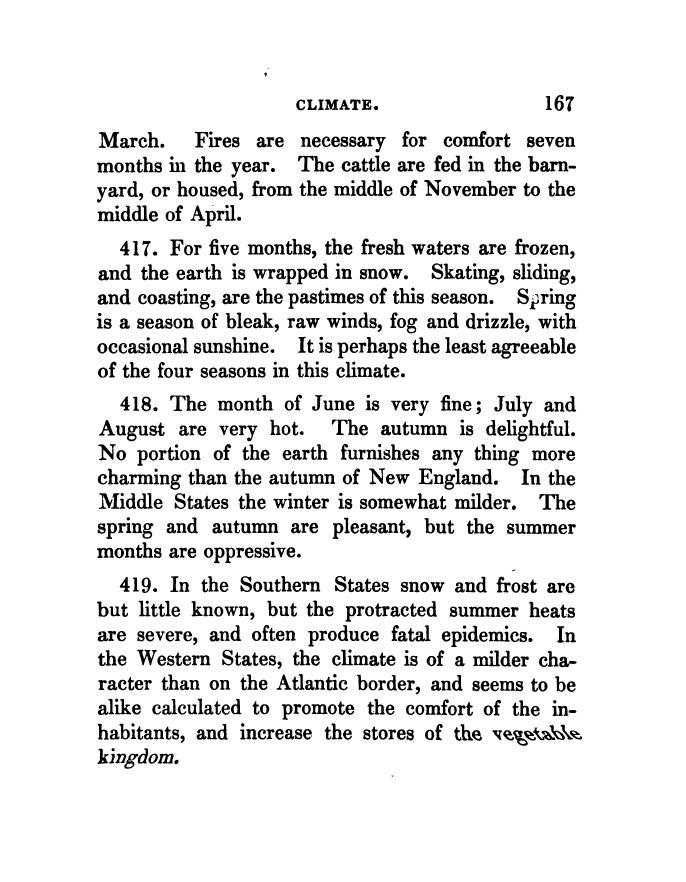 CLIMATE. 167
March. Fires are necessary for comfort seven
months in the year. The cattle are fed in the barn-
yard, or housed, from the middle of November to the
middle of April.
417. For five months, the fresh waters are frozen,
and the earth is wrapped in snow. Skating, sliding,
and coasting, are the pastimes of this season. Spring
is a season of bleak, raw winds, fog and drizzle, with
occasional sunshine. It is perhaps the least agreeable
of the four seasons in this climate.
418. The month of June is very fine; July and
August are very hot. The autumn is delightful.
No portion of the earth furnishes any thing more
charming than the autumn of New England. In the
Middle States the winter is somewhat milder. The
spring and autumn are pleasant, but the summer
months are oppressive.
419. In the Southern States snow and frost are
but little known, but the protracted summer heats
are severe, and often produce fatal epidemics. In
the Western States, the climate is of a milder cha-
racter than on the Atlantic border, and seems to be
alike calculated to promote the comfort of the in-
habitants, and increase the stores of the vegetable
kingdom.